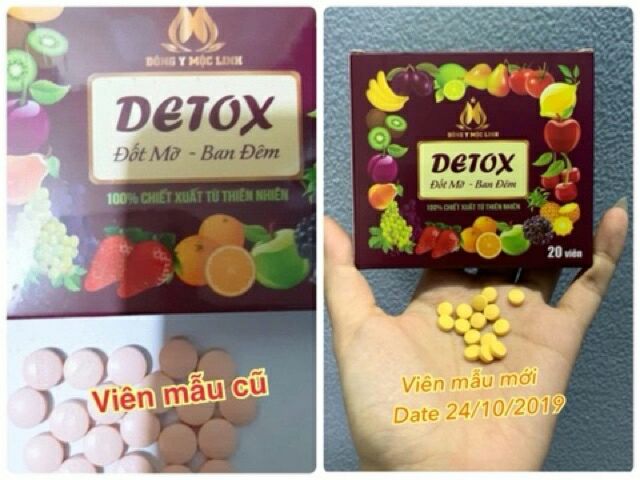 ĐÔNG Y MỘC LINH
DETOX
Đốt Mỡ - Ban Đêm
100% CHIẾT XUẤT TỪ THIÊN NHIÊN
Viên mẫu cũ
ĐÔNG Y MỘC LINH
DETOX
Đốt Mỡ - Ban Đêm
100% CHIẾT XUẤT TỪ THIÊN NHIÊN
20 viên
Viên mẫu mới
Date 24/10/2019